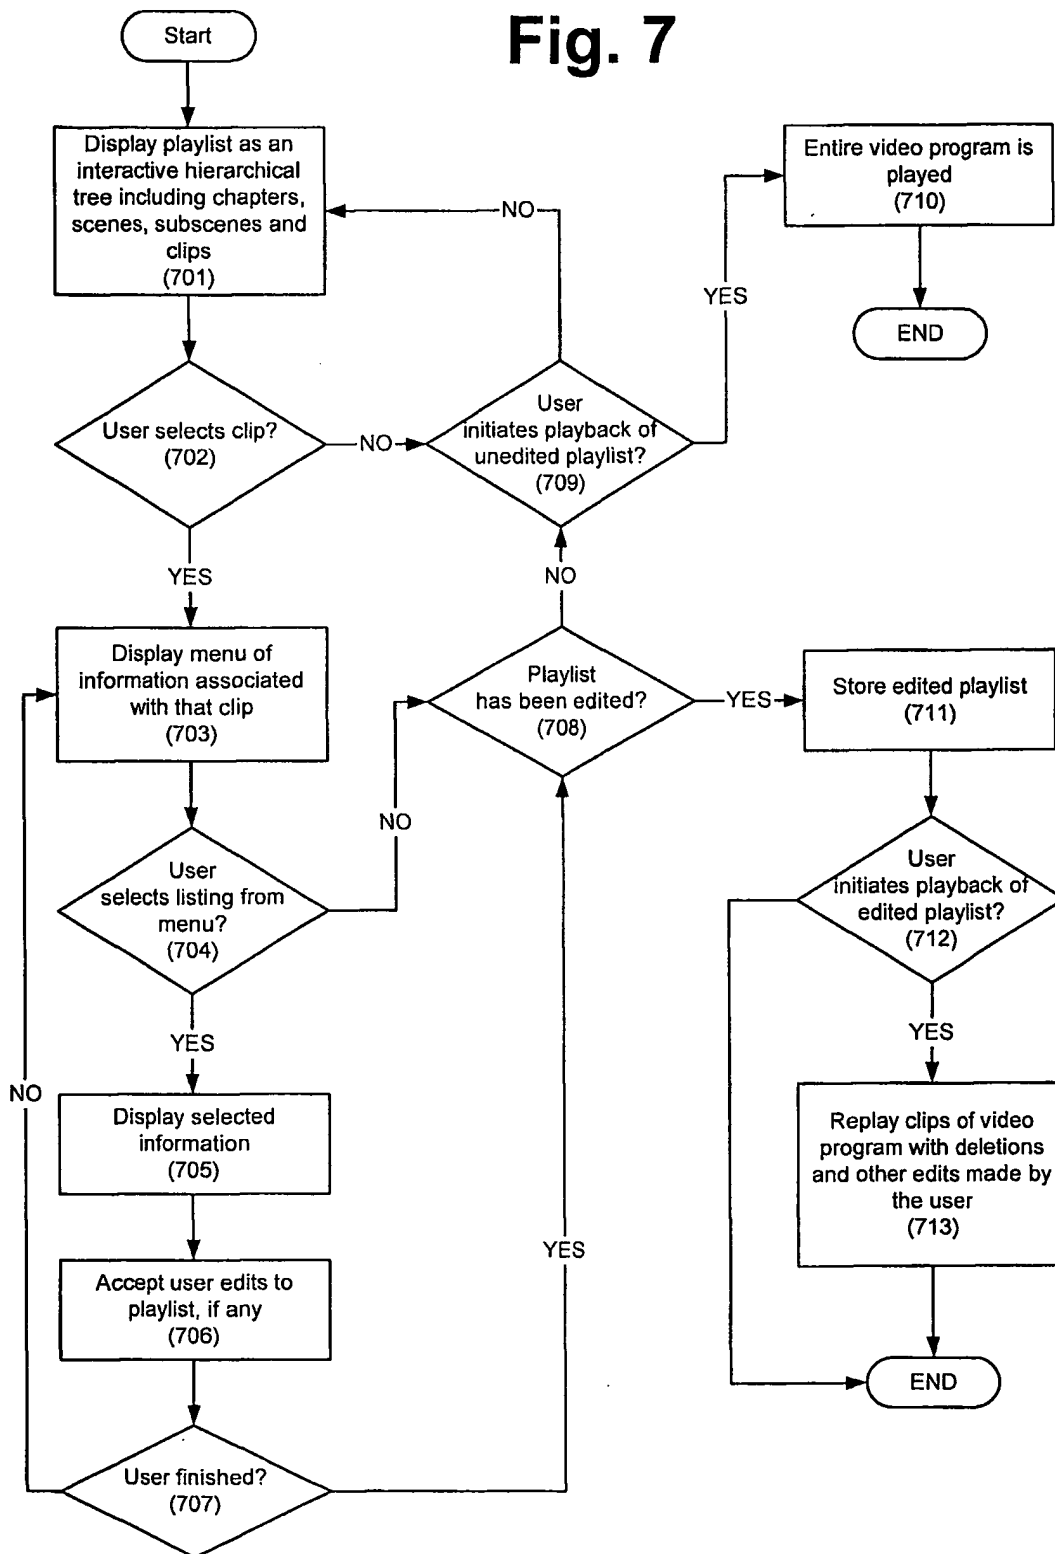 Fig. 7
Start
Display playlist as an
interactive hierarchical
tree including chapters,
scenes, subscenes and
clips
(701)
Entire video program is
played
(710)
NO
YES
END
User selects clip?
(702)
NO
User
initiates playback of
unedited playlist?
(709)
YES
NO
Display menu of
information associated
with that clip
(703)
Playlist
has been edited?
(708)
YES
Store edited playlist
(711)
NO
User
selects listing from
menu?
(704)
User
initiates playback of
edited playlist?
(712)
YES
YES
NO
Display selected
information
(705)
Replay clips of video
program with deletions
and other edits made by
the user
(713)
YES
Accept user edits to
playlist, if any
(706)
END
User finished?
(707)